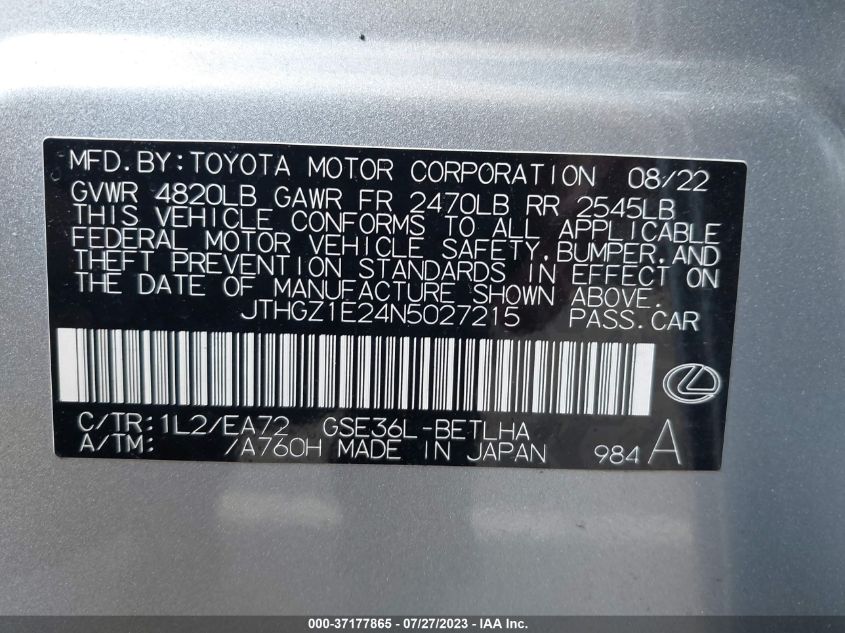 MFD.BY:TOYOTA MOTOR CORPORATION 08/22
GVWR 4820LB GAWR FR 2470LB RR 2545LB
THIS VEHICLE CONFORMS TO ALL APPLICABLE
FEDERAL MOTOR VEHICLE SAFETY,BUMPER,AND
THEFT PREVENTION STANDARDS IN EFFECT ON
THE DATE OF MANUFACTURE SHOWN ABOVE.
JTHGZ1E24N5027215 PASS.CAR
C/TR:1L2/EA72 GSE36L-BETLHA
A/TM: /A760H MADE IN JAPAN 984 A
000-37177865 - 07/27/2023 - IAA Inc.